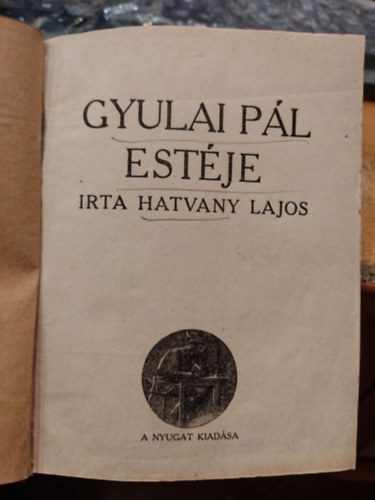 GYULAI PÁL
ESTÉJE
IRTA HATVANY LAJOS
A NYUGAT KIADÁSA